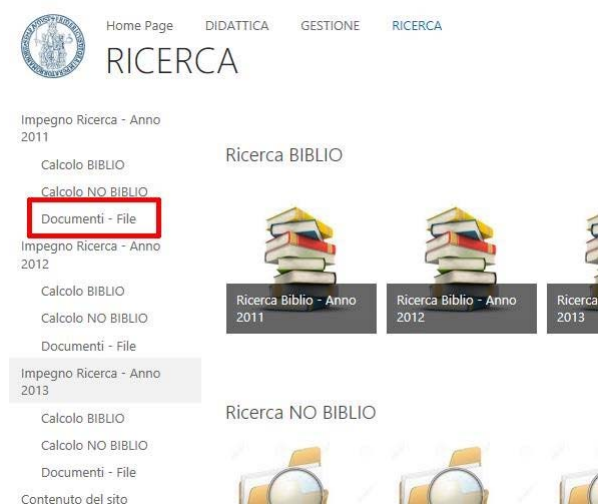 Home Page DIDATTICA GESTIONE RICERCA
RICERCA
Impegno Ricerca - Anno
2011
Calcolo BIBLIO
Calcolo NO BIBLIO
Documenti - File
Impegno Ricerca - Anno
2012
Calcolo BIBLIO
Calcolo NO BIBLIO
Documenti - File
Impegno Ricerca - Anno
2013
Calcolo BIBLIO
Calcolo NO BIBLIO
Documenti - File
Contenuto del sito
Ricerca BIBLIO
Ricerca Biblio - Anno
2011
Ricerca Biblio - Anno
2012
Ricerca
2013
Ricerca NO BIBLIO